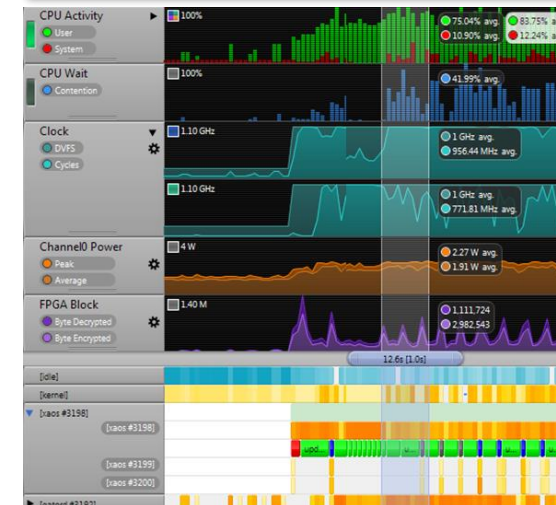 CPU Activity
User
System
100%
75.04% avg.
10.90% avg.
83.75%
12.24%
CPU Wait
Contention
100%
41.99% avg.
Clock
DVFS
Cycles
1.10 GHz
1 GHz avg.
956.44 MHz avg.
1.10 GHz
1 GHz avg.
771.81 MHz avg.
Channel0 Power
Peak
Average
4 W
2.27 W avg.
1.91 W avg.
FPGA Block
Byte Decrypted
Byte Encrypted
1.40 M
1,111,724
2,982,543
12.6s [1.0s]
[idle]
[kernel]
[xaos #3198]
[xaos #3198]
upd... u... u...
[xaos #3199]
[xaos #3200]